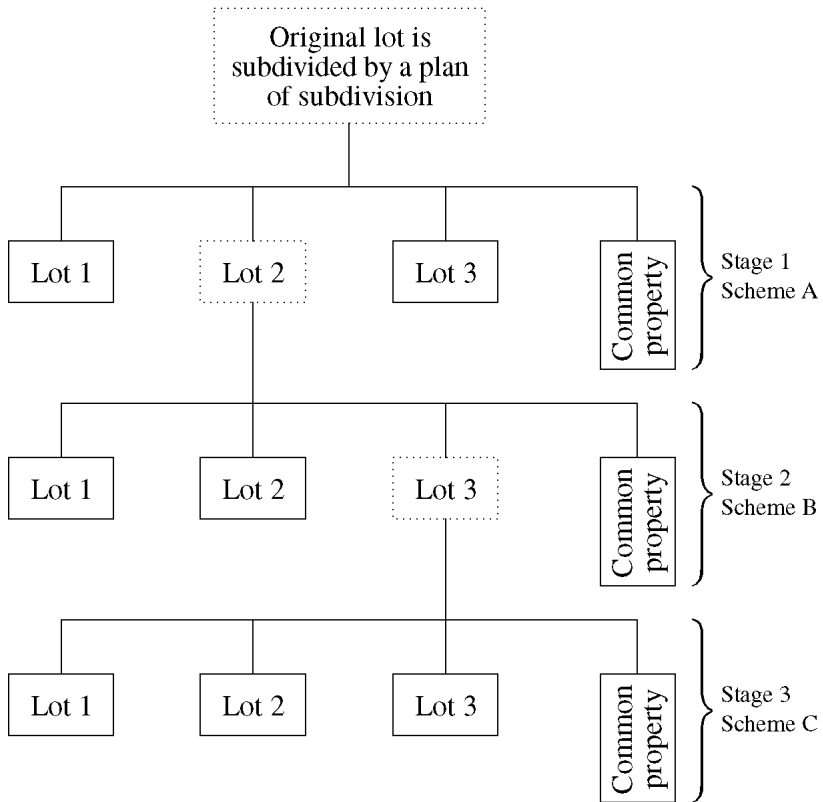 Original lot is
subdivided by a plan
of subdivision
Lot 1
Lot 2
Lot 3
Common
property
Stage 1
Scheme A
Lot 1
Lot 2
Lot 3
Common
property
Stage 2
Scheme B
Lot 1
Lot 2
Lot 3
Common
property
Stage 3
Scheme C